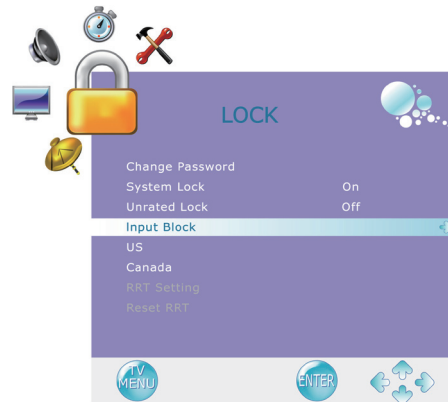 LOCK
Change Password
System Lock On
Unrated Lock Off
Input Block
US
Canada
RRT Setting
Reset RRT
TV
MENU
ENTER